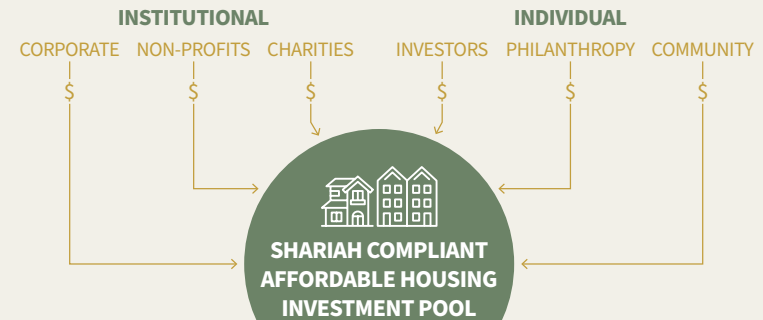 INSTITUTIONAL INDIVIDUAL
CORPORATE NON-PROFITS CHARITIES INVESTORS PHILANTHROPY COMMUNITY
$ $ $ $ $ $
SHARIAH COMPLIANT
AFFORDABLE HOUSING
INVESTMENT POOL